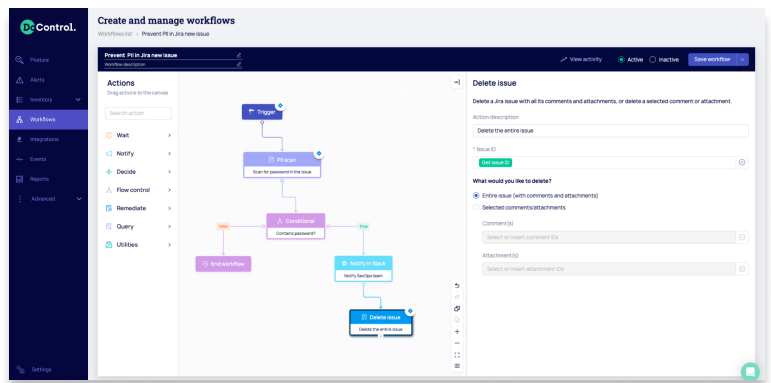 DoControl.
Create and manage workflows
Workflows list > Prevent PII in Jira new issue
Prevent PII in Jira new issue
Workflow description
View activity
Active
Inactive
Save workflow
Posture
Alerts
Inventory
Workflows
Integrations
Events
Reports
Advanced
Settings
Actions
Drag actions to the canvas
Search action
Wait
Notify
Decide
Flow control
Remediate
Query
Utilities
Trigger
PII scan
Scan for password in the issue
Conditional
Contains password?
False
True
End workflow
Notify in Slack
Notify SecOps team
Delete issue
Delete the entire issue
Delete issue
Delete a Jira issue with all its comments and attachments, or delete a selected comment or attachment.
Action description
Delete the entire issue
* Issue ID
Get issue ID
What would you like to delete?
Entire issue (with comments and attachments)
Selected comments/attachments
Comment(s)
Select or insert comment IDs
Attachment(s)
Select or insert attachment IDs